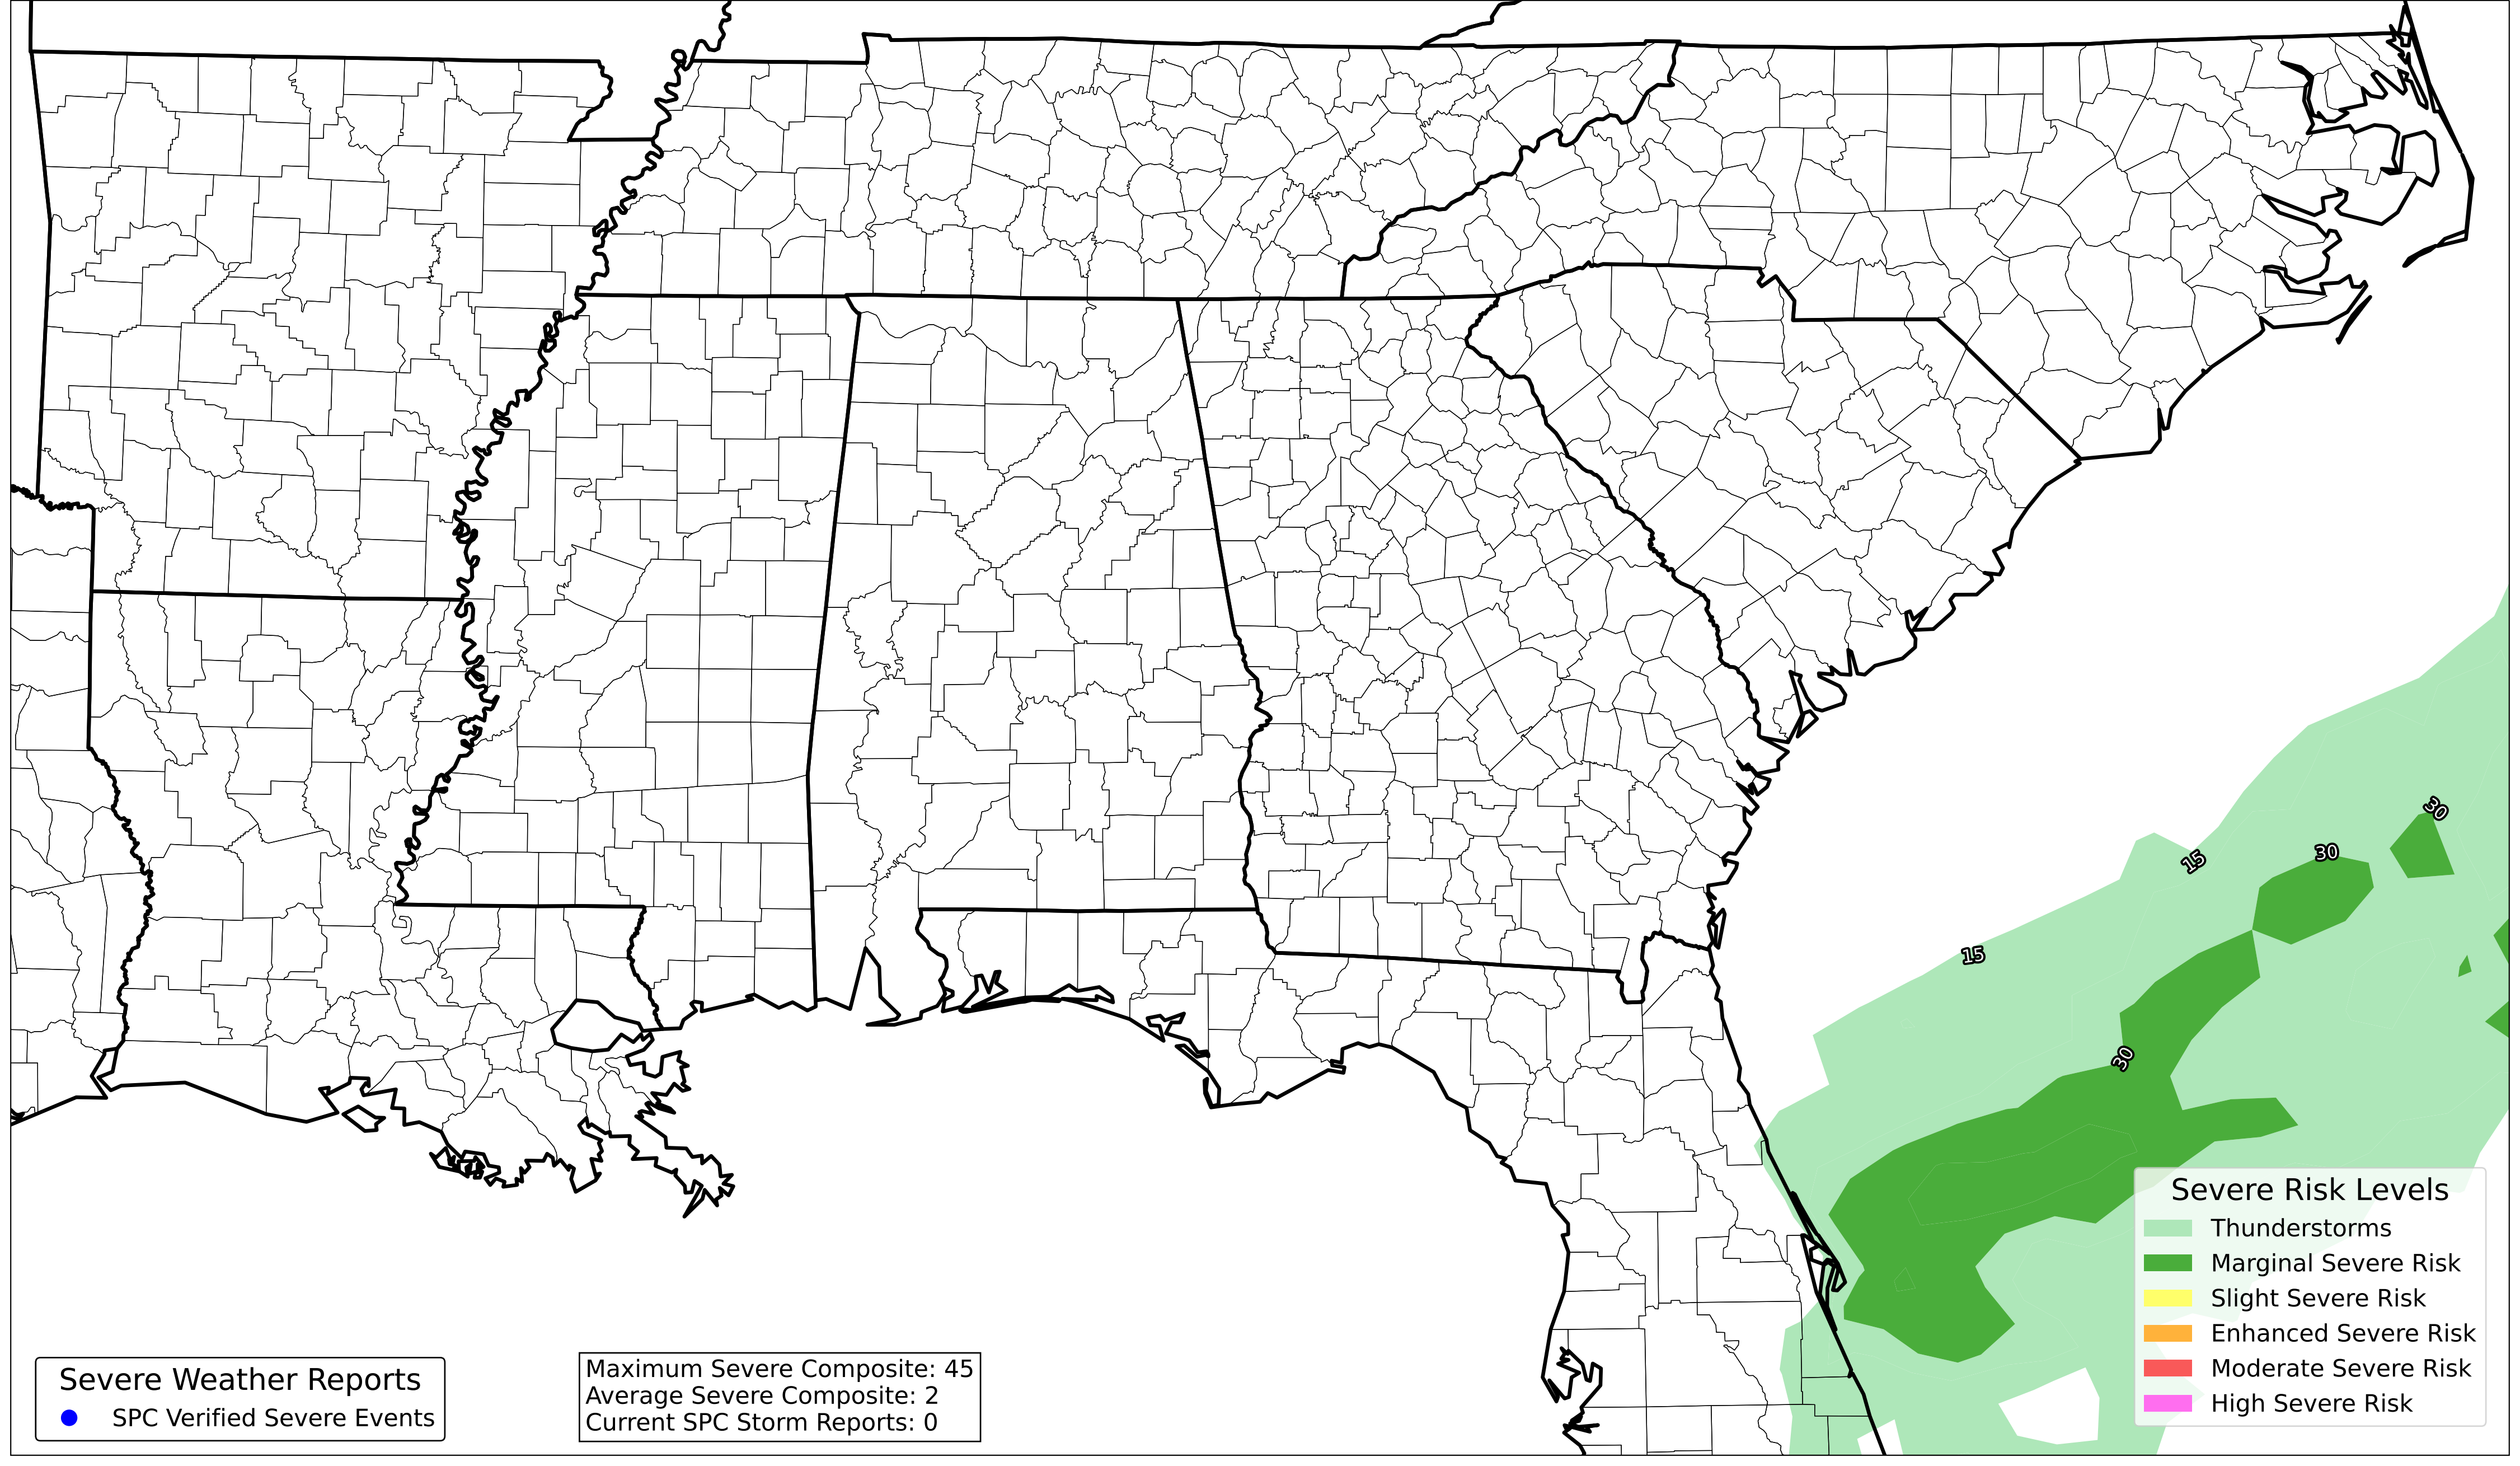 30
30
15
15
30
Severe Risk Levels
Thunderstorms
Marginal Severe Risk
Slight Severe Risk
Enhanced Severe Risk
Moderate Severe Risk
High Severe Risk
Severe Weather Reports
SPC Verified Severe Events
Maximum Severe Composite: 45
Average Severe Composite: 2
Current SPC Storm Reports: 0